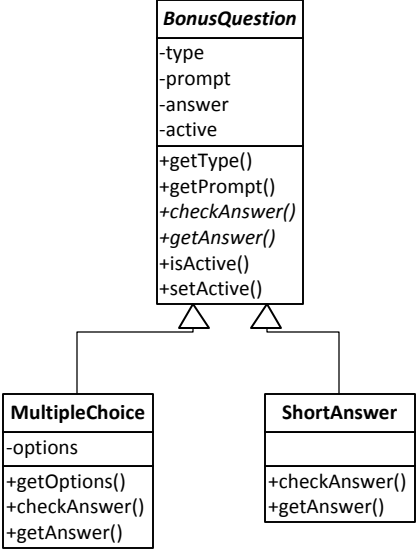 BonusQuestion
-type
-prompt
-answer
-active
+getType()
+getPrompt()
+checkAnswer()
+getAnswer()
+isActive()
+setActive()
MultipleChoice
-options
+getOptions()
+checkAnswer()
+getAnswer()
ShortAnswer
+checkAnswer()
+getAnswer()